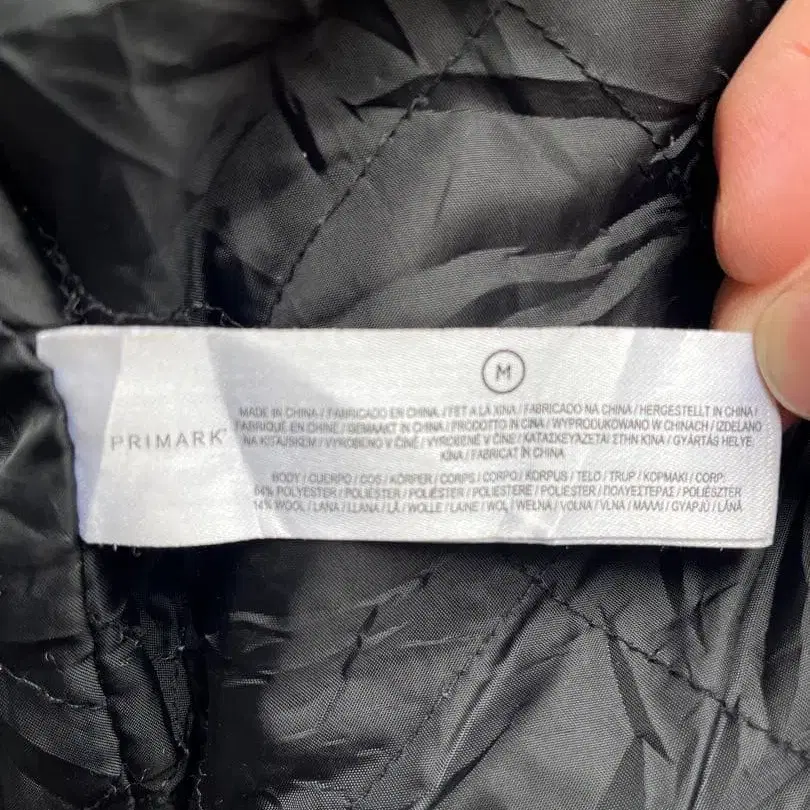 M
PRIMARK
MADE IN CHINA / FABRICADO EN CHINA / FET A LA XINA / FABRICADO NA CHINA / HERGESTELLT IN CHINA /
FABRIQUÉ EN CHINE / GEMAAKT IN CHINA / PRODOTTO IN CINA / WYPRODUKOWANO W CHINACH / IZDELANO
NA KITAJSKEM / VYROBENO V ČÍNĚ / VYROBENÉ V ČÍNE / ΚΑΤΑΣΚΕΥΑΖΕΤΑΙ ΣΤΗΝ ΚΙΝΑ / GYÁRTÁS HELYE
KÍNA / FABRICAT ÎN CHINA
BODY / CUERPO / COS / KÖRPER / CORPS / CORPO / KORPUS / TELO / TRUP / ΚΟΡΜΑΚΙ / CORP:
64% POLYESTER / POLIÉSTER / POLIÈSTER / POLIESTERE / POLIESTER / ΠΟΛΥΕΣΤΕΡΑΣ / POLIÉSZTER
14% WOOL / LANA / LLANA / LÃ / WOLLE / LAINE / WOL / WEŁNA / VOLNA / VLNA / ΜΑΛΛΙ / GYAPJÚ / LÂNĂ